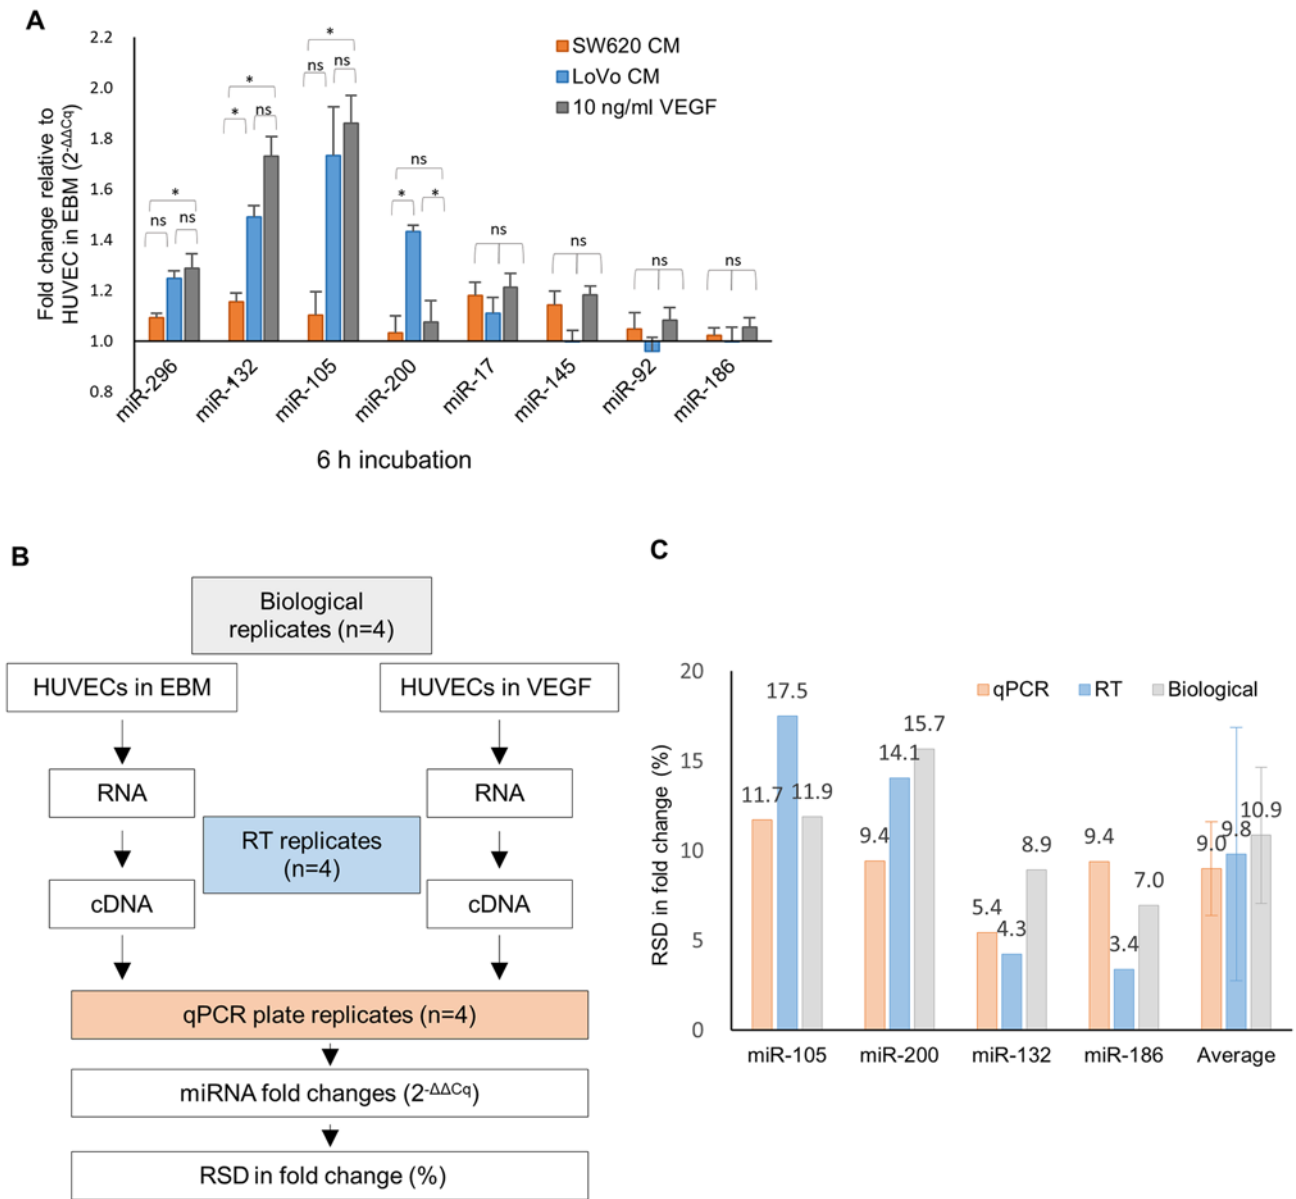 A
2.2
2.0
1.8
1.6
1.4
1.2
1.0
0.8
Fold change relative to
HUVEC in EBM (2-ΔΔCq)
SW620 CM
LoVo CM
10 ng/ml VEGF
ns
ns
*
*
ns
*
ns
ns
*
*
*
ns
ns
ns
ns
ns
miR-296
miR-132
miR-105
miR-200
miR-17
miR-145
miR-92
miR-186
6 h incubation
B
Biological
replicates (n=4)
HUVECs in EBM
HUVECs in VEGF
RNA
RNA
RT replicates
(n=4)
cDNA
cDNA
qPCR plate replicates (n=4)
miRNA fold changes (2-ΔΔCq)
RSD in fold change (%)
C
RSD in fold change (%)
20
15
10
5
0
qPCR
RT
Biological
11.7
17.5
11.9
9.4
14.1
15.7
5.4
4.3
8.9
9.4
3.4
7.0
9.0
9.8
10.9
miR-105
miR-200
miR-132
miR-186
Average